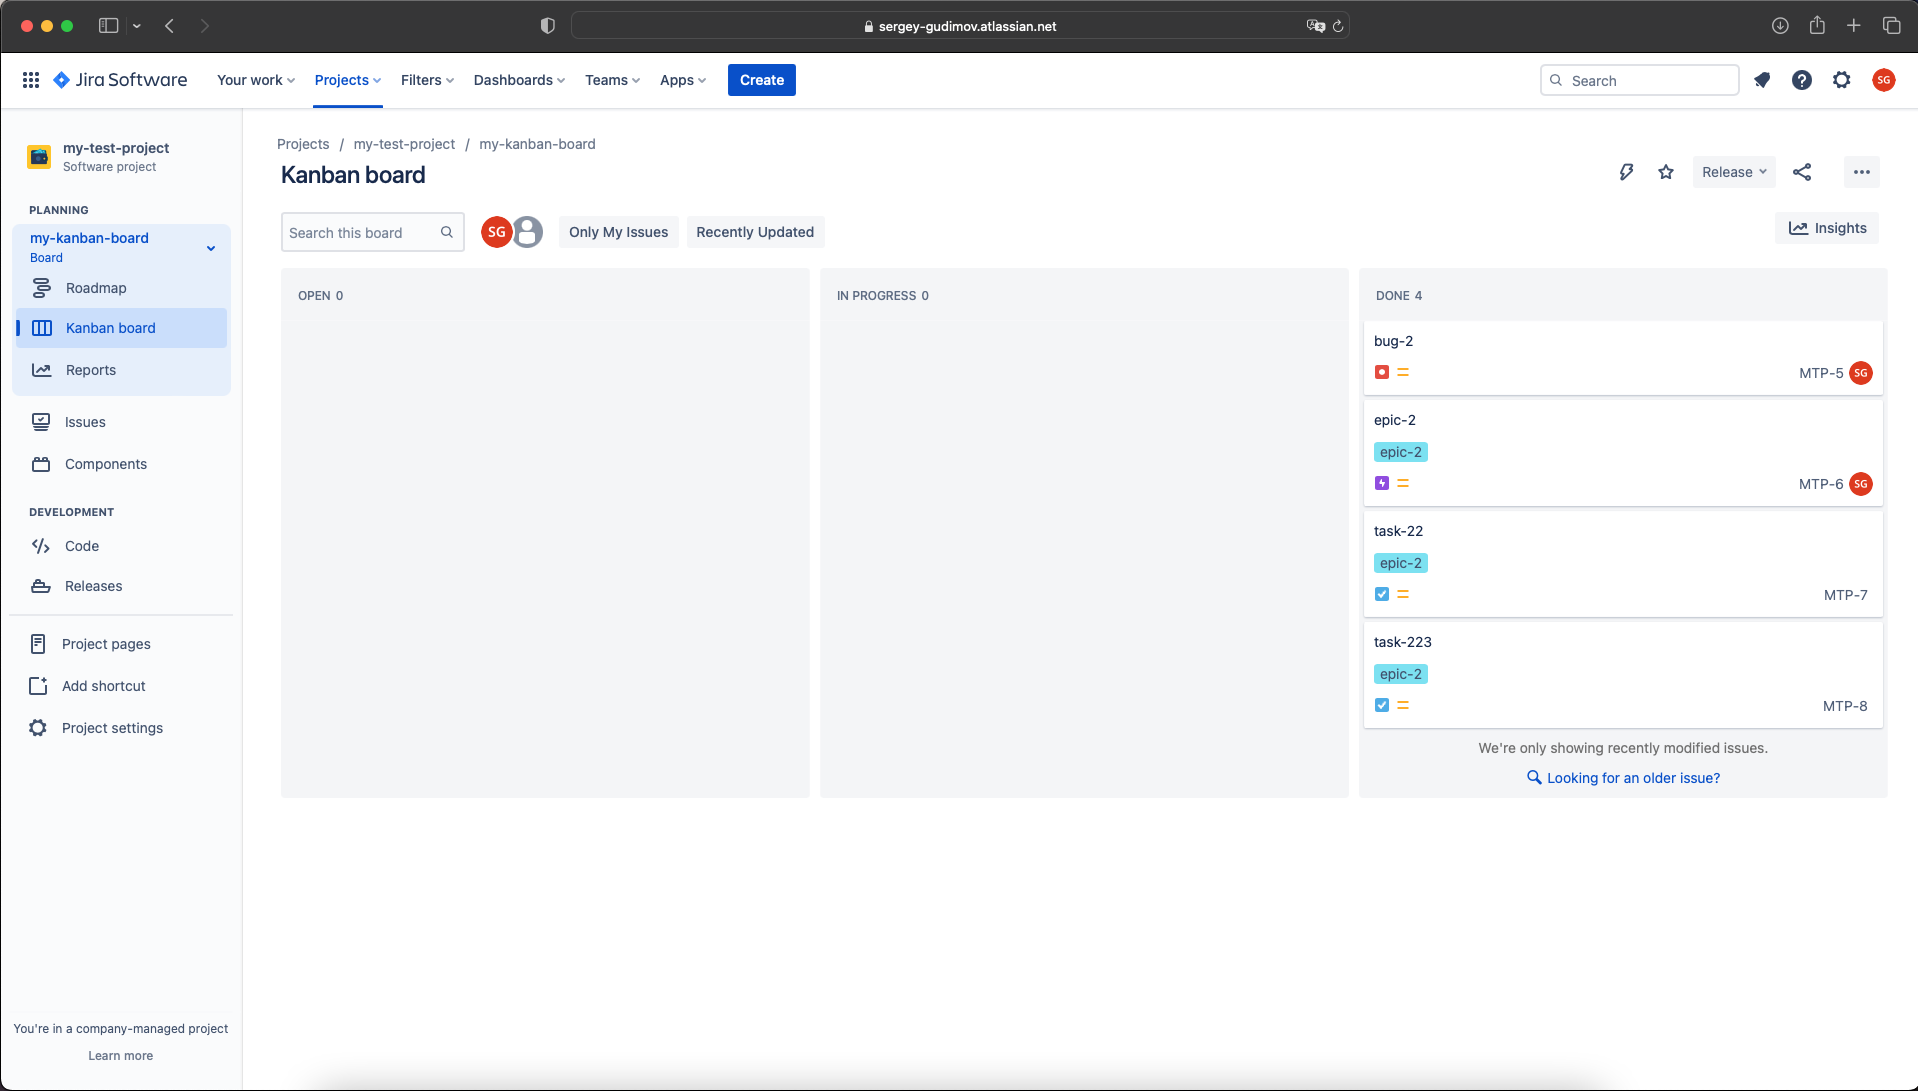 sergey-gudimov.atlassian.net
Jira Software
Your work
Projects
Filters
Dashboards
Teams
Apps
Create
Search
SG
my-test-project
Software project
PLANNING
my-kanban-board
Board
Roadmap
Kanban board
Reports
Issues
Components
DEVELOPMENT
Code
Releases
Project pages
Add shortcut
Project settings
You're in a company-managed project
Learn more
Projects / my-test-project / my-kanban-board
Kanban board
Release
Search this board
SG
Only My Issues
Recently Updated
Insights
OPEN 0
IN PROGRESS 0
DONE 4
bug-2
MTP-5 SG
epic-2
epic-2
MTP-6 SG
task-22
epic-2
MTP-7
task-223
epic-2
MTP-8
We're only showing recently modified issues.
Looking for an older issue?